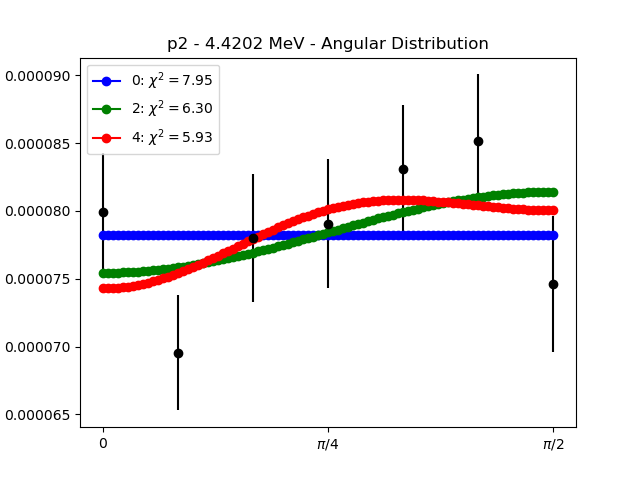 p2 - 4.4202 MeV - Angular Distribution
0.000090
0.000085
0.000080
0.000075
0.000070
0.000065
0: χ² = 7.95
2: χ² = 6.30
4: χ² = 5.93
0
π/4
π/2